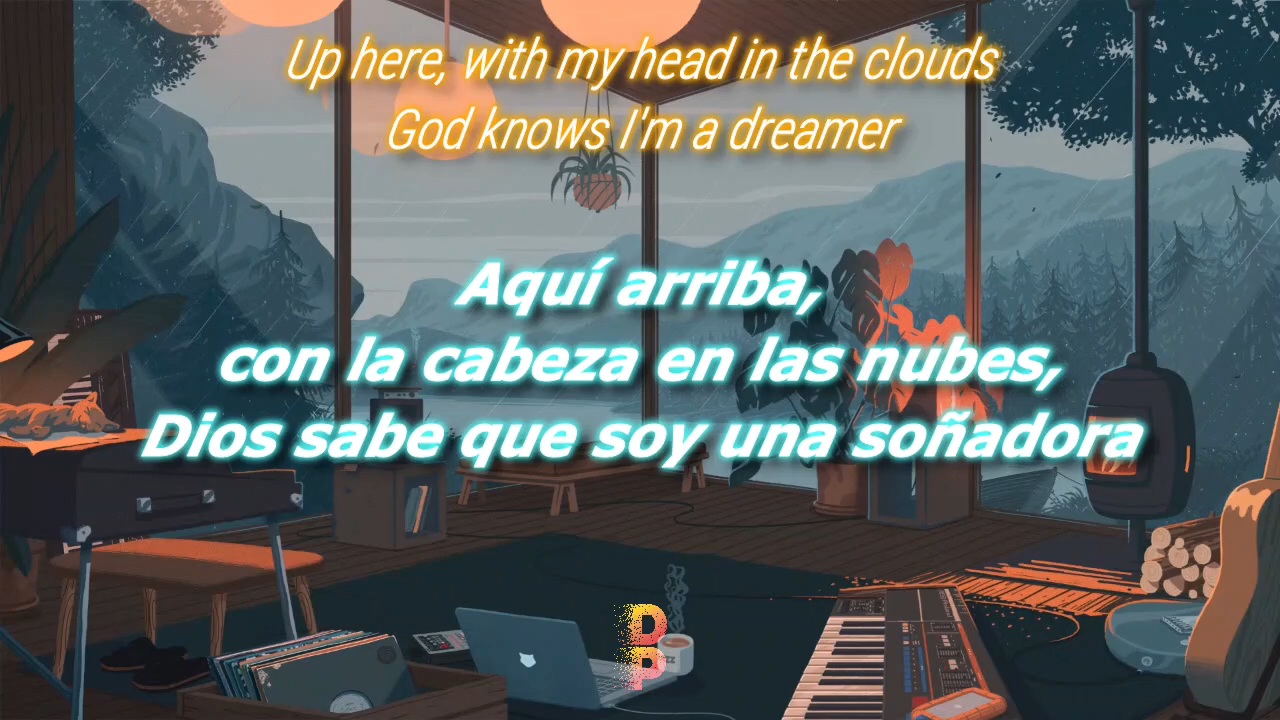 Up here, with my head in the clouds
God knows I'm a dreamer
Aquí arriba,
con la cabeza en las nubes,
Dios sabe que soy una soñadora
D
P